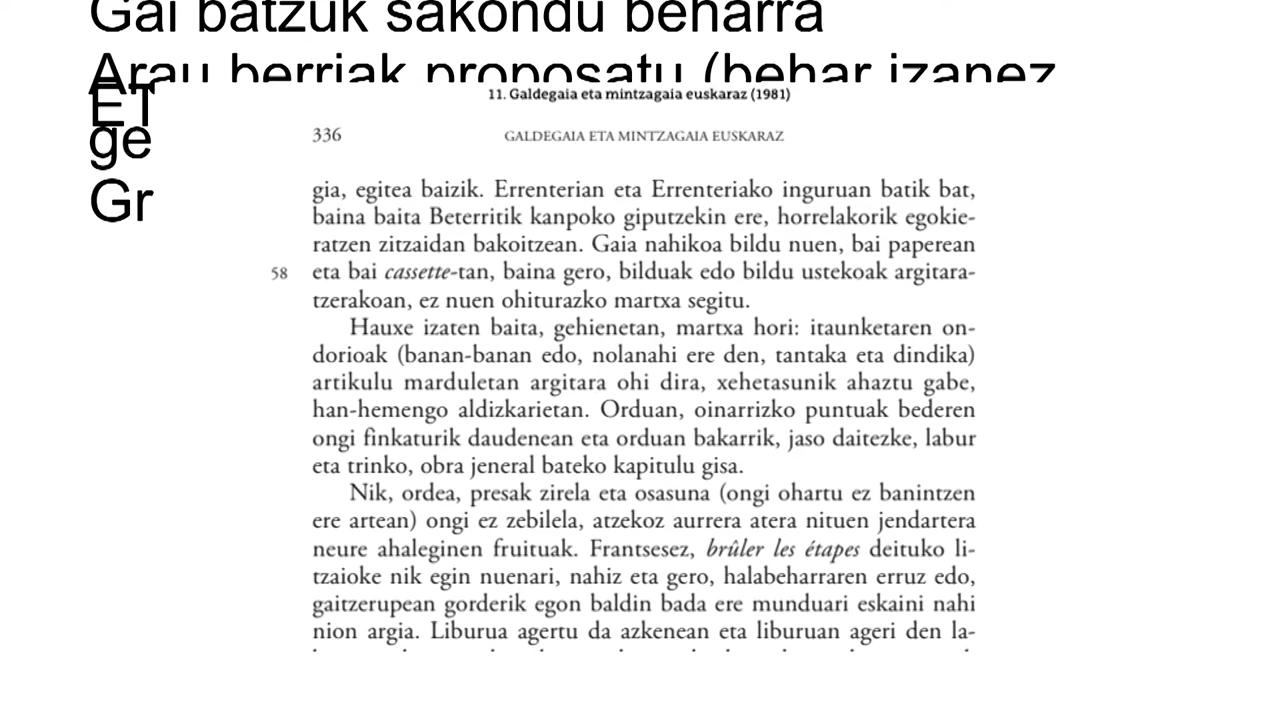 Gai batzuk sakondu beharra
Arau berriak proposatu (behar izanez
ET
ge
Gr
11. Galdegaia eta mintzagaia euskaraz (1981)
336 GALDEGAIA ETA MINTZAGAIA EUSKARAZ
gia, egitea baizik. Errenterian eta Errenteriako inguruan batik bat,
baina baita Beterritik kanpoko giputzekin ere, horrelakorik egokie-
ratzen zitzaidan bakoitzean. Gaia nahikoa bildu nuen, bai paperean
58 eta bai cassette-tan, baina gero, bilduak edo bildu ustekoak argitara-
tzerakoan, ez nuen ohiturazko martxa segitu.
Hauxe izaten baita, gehienetan, martxa hori: itaunketaren on-
dorioak (banan-banan edo, nolanahi ere den, tantaka eta dindika)
artikulu marduletan argitara ohi dira, xehetasunik ahaztu gabe,
han-hemengo aldizkarietan. Orduan, oinarrizko puntuak bederen
ongi finkaturik daudenean eta orduan bakarrik, jaso daitezke, labur
eta trinko, obra jeneral bateko kapitulu gisa.
Nik, ordea, presak zirela eta osasuna (ongi ohartu ez banintzen
ere artean) ongi ez zebilela, atzekoz aurrera atera nituen jendartera
neure ahaleginen fruituak. Frantsesez, brûler les étapes deituko li-
tzaioke nik egin nuenari, nahiz eta gero, halabeharraren erruz edo,
gaitzerupean gorderik egon baldin bada ere munduari eskaini nahi
nion argia. Liburua agertu da azkenean eta liburuan ageri den la-